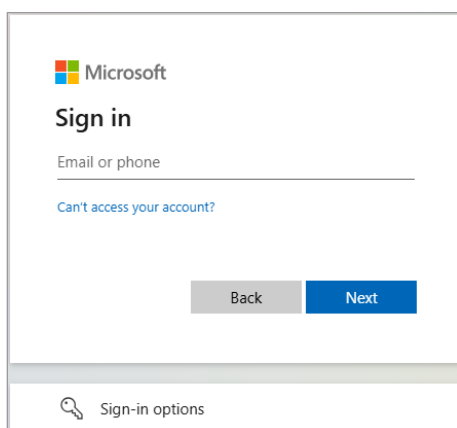 Microsoft
Sign in
Email or phone
Can't access your account?
Back Next
Sign-in options